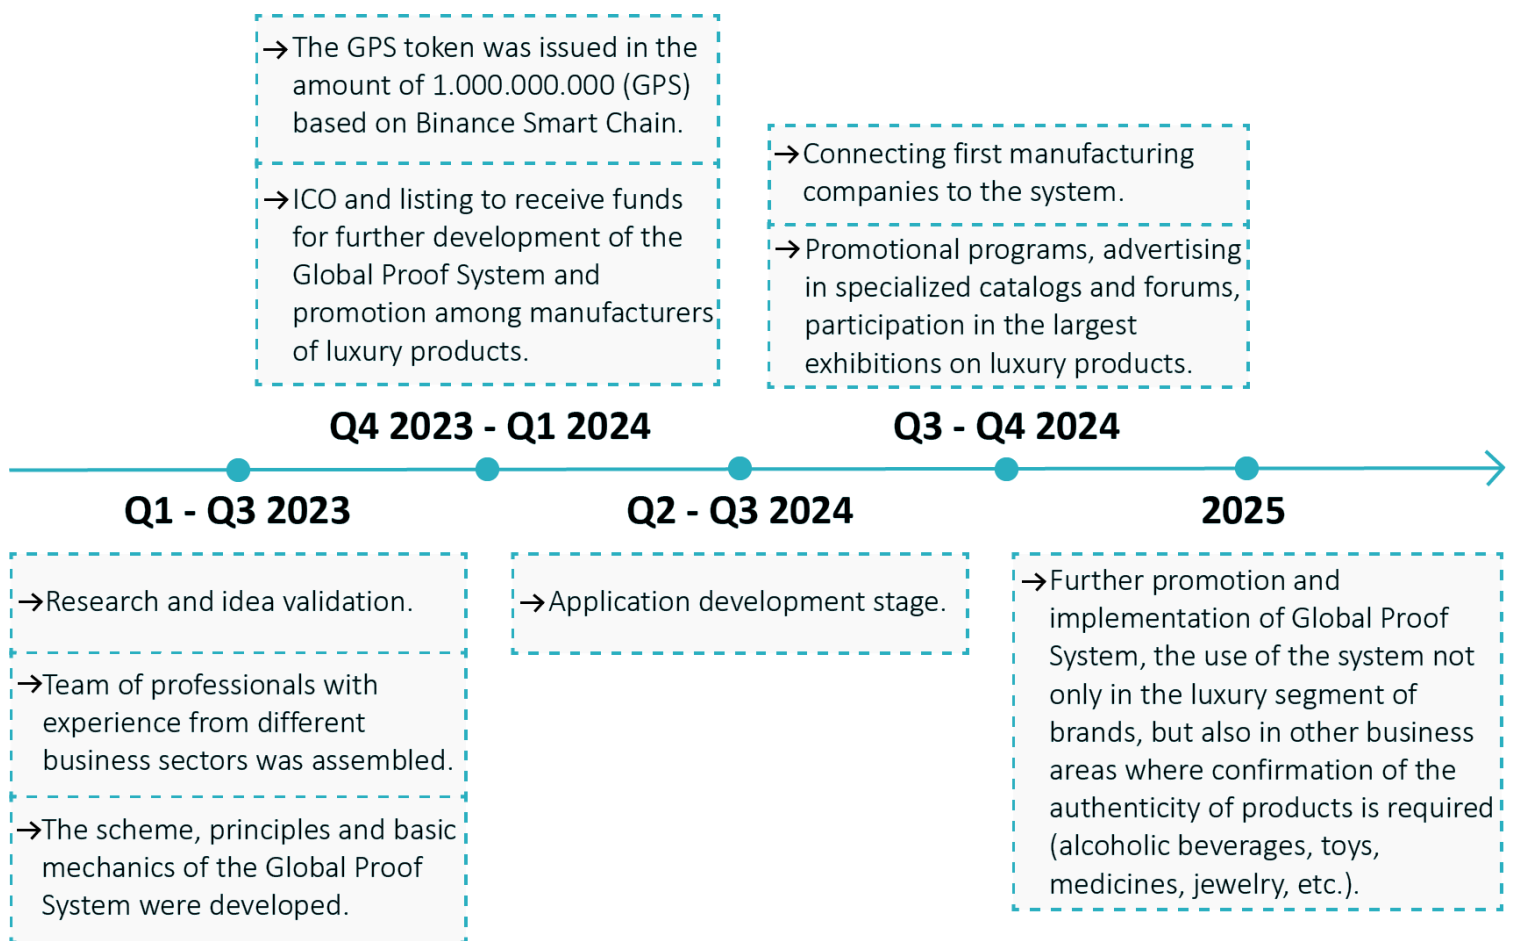 →The GPS token was issued in the
amount of 1.000.000.000 (GPS)
based on Binance Smart Chain.
→ICO and listing to receive funds
for further development of the
Global Proof System and
promotion among manufacturers
of luxury products.
→Connecting first manufacturing
companies to the system.
→Promotional programs, advertising
in specialized catalogs and forums,
participation in the largest
exhibitions on luxury products.
Q4 2023 - Q1 2024
Q3 - Q4 2024
Q1 - Q3 2023
Q2 - Q3 2024
2025
→Research and idea validation.
→Team of professionals with
experience from different
business sectors was assembled.
→The scheme, principles and basic
mechanics of the Global Proof
System were developed.
→Application development stage.
→Further promotion and
implementation of Global Proof
System, the use of the system not
only in the luxury segment of
brands, but also in other business
areas where confirmation of the
authenticity of products is required
(alcoholic beverages, toys,
medicines, jewelry, etc.).